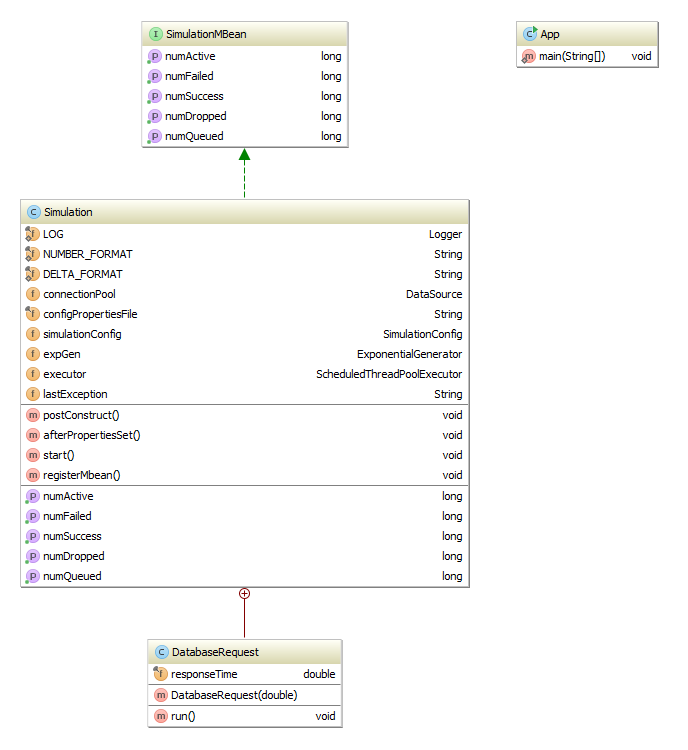 SimulationMBean
numActive long
numFailed long
numSuccess long
numDropped long
numQueued long
App
main(String[]) void
Simulation
LOG Logger
NUMBER_FORMAT String
DELTA_FORMAT String
connectionPool DataSource
configPropertiesFile String
simulationConfig SimulationConfig
expGen ExponentialGenerator
executor ScheduledThreadPoolExecutor
lastException String
postConstruct() void
afterPropertiesSet() void
start() void
registerMbean() void
numActive long
numFailed long
numSuccess long
numDropped long
numQueued long
DatabaseRequest
responseTime double
DatabaseRequest(double)
run() void